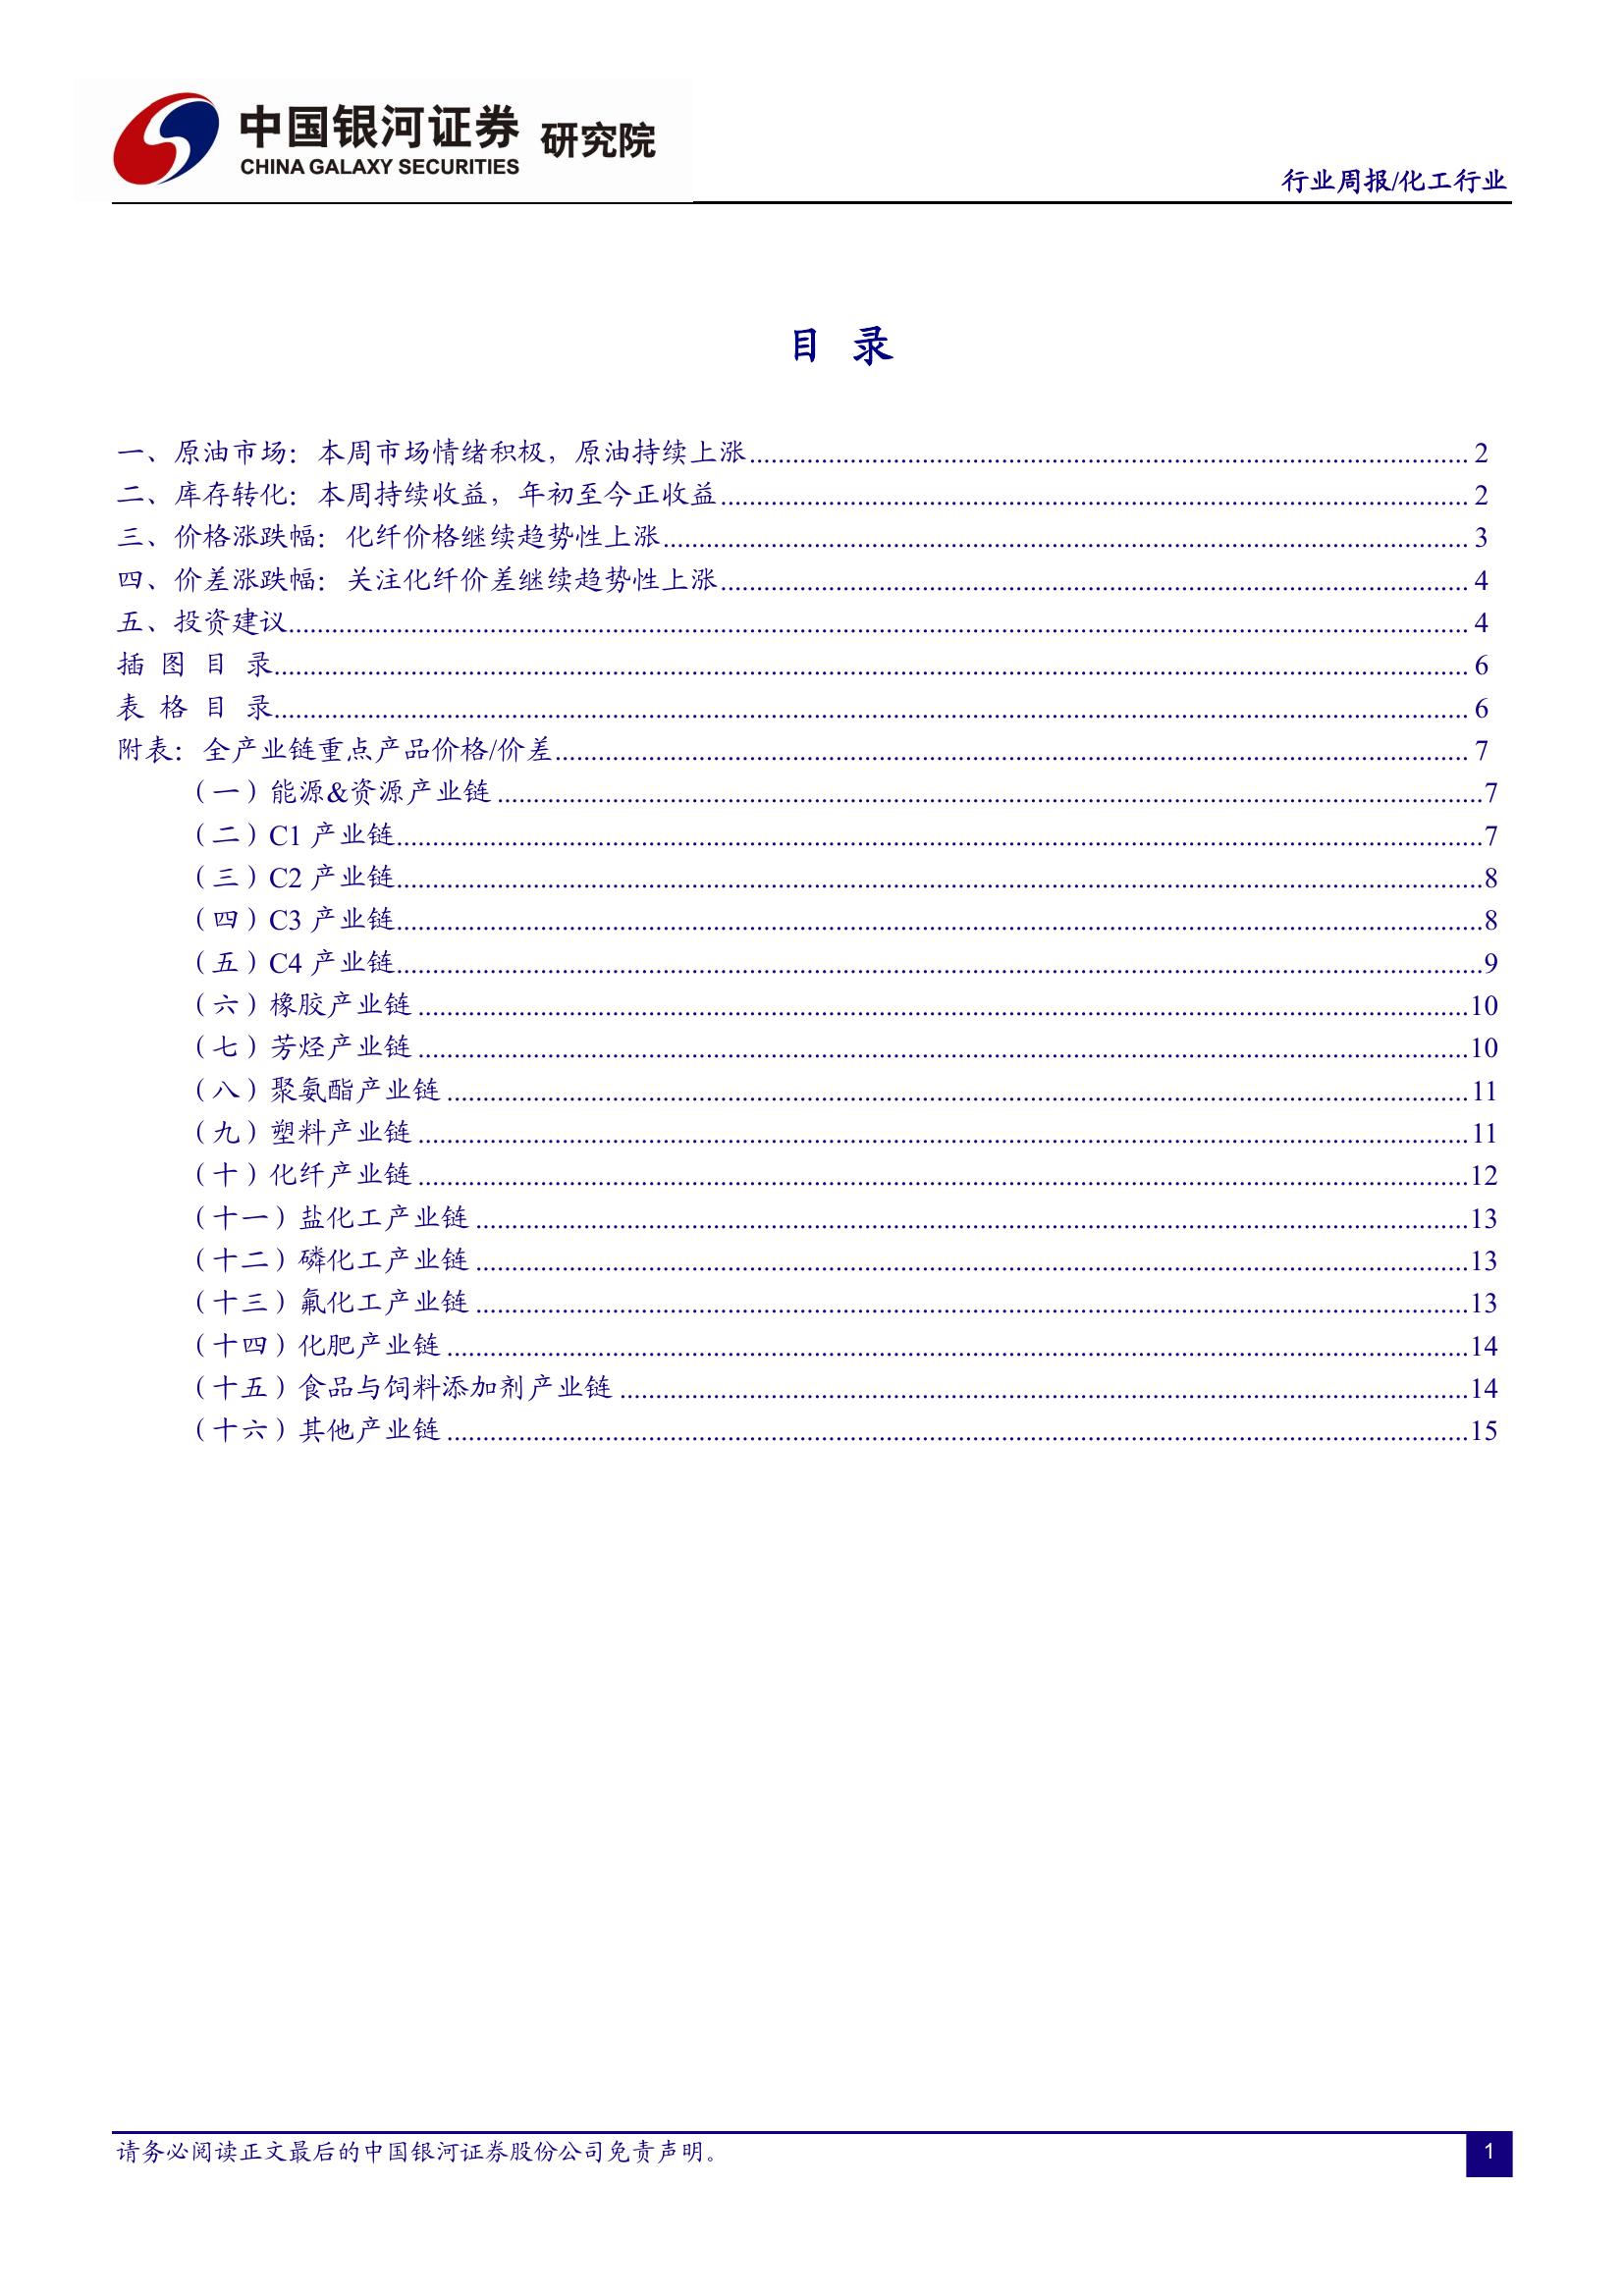 中国银河证券 研究院
CHINA GALAXY SECURITIES
行业周报/化工行业
目 录
一、原油市场：本周市场情绪积极，原油持续上涨 2
二、库存转化：本周持续收益，年初至今正收益 2
三、价格涨跌幅：化纤价格继续趋势性上涨 3
四、价差涨跌幅：关注化纤价差继续趋势性上涨 4
五、投资建议 4
插 图 目 录 6
表 格 目 录 6
附表：全产业链重点产品价格/价差 7
（一）能源&资源产业链 7
（二）C1 产业链 7
（三）C2 产业链 8
（四）C3 产业链 8
（五）C4 产业链 9
（六）橡胶产业链 10
（七）芳烃产业链 10
（八）聚氨酯产业链 11
（九）塑料产业链 11
（十）化纤产业链 12
（十一）盐化工产业链 13
（十二）磷化工产业链 13
（十三）氟化工产业链 13
（十四）化肥产业链 14
（十五）食品与饲料添加剂产业链 14
（十六）其他产业链 15
请务必阅读正文最后的中国银河证券股份公司免责声明。
1